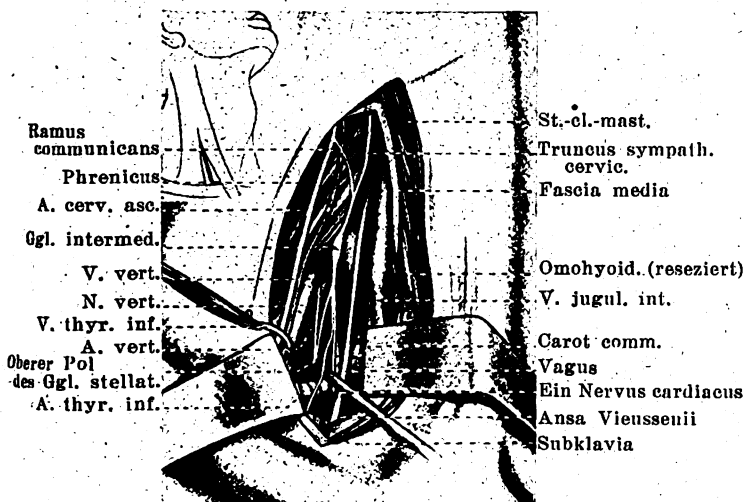 Ramus
communicans
Phrenicus
A. cerv. asc.
Ggl. intermed.
V. vert.
N. vert.
V. thyr. inf.
A. vert.
Oberer Pol
des Ggl. stellat.
A. thyr. inf.
St.-cl.-mast.
Truncus sympath.
cervic.
Fascia media
Omohyoid. (reseziert)
V. jugul. int.
Carot comm.
Vagus
Ein Nervus cardiacus
Ansa Vieussenii
Subklavia